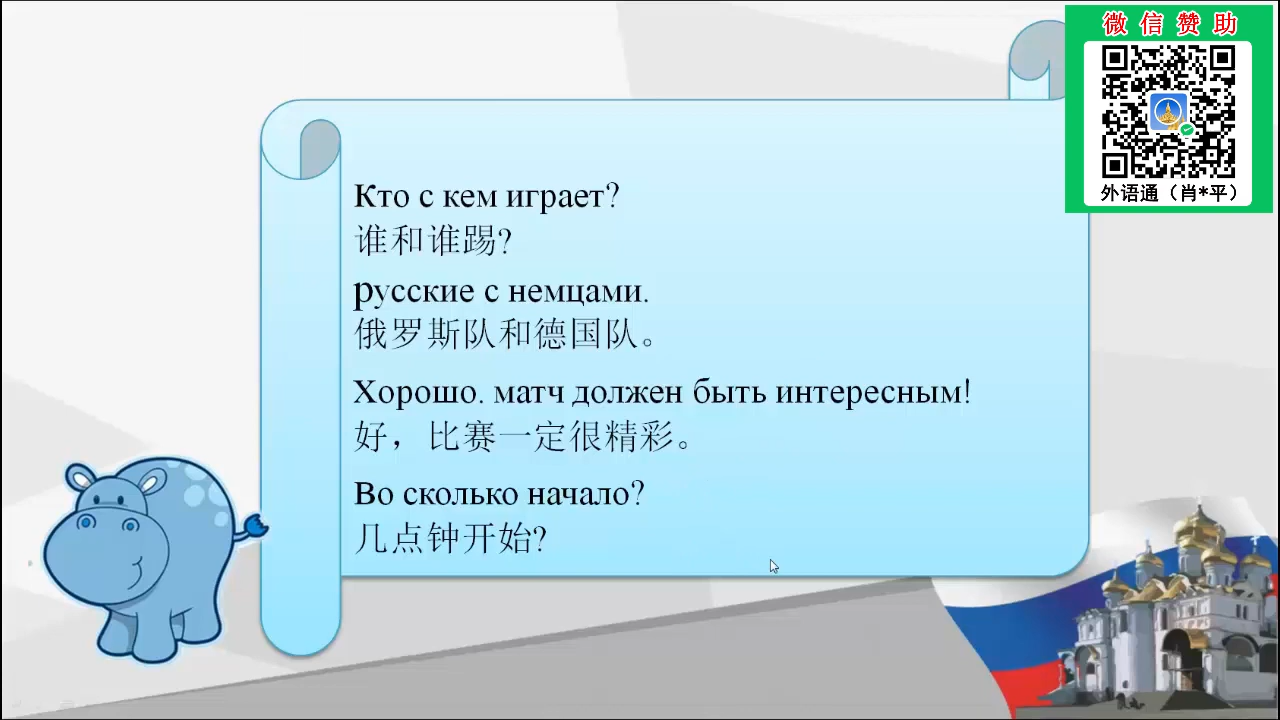 微信赞助
外语通（肖*平）
Кто с кем играет?
谁和谁踢?
русские с немцами.
俄罗斯队和德国队。
Хорошо. матч должен быть интересным!
好，比赛一定很精彩。
Во сколько начало?
几点钟开始?